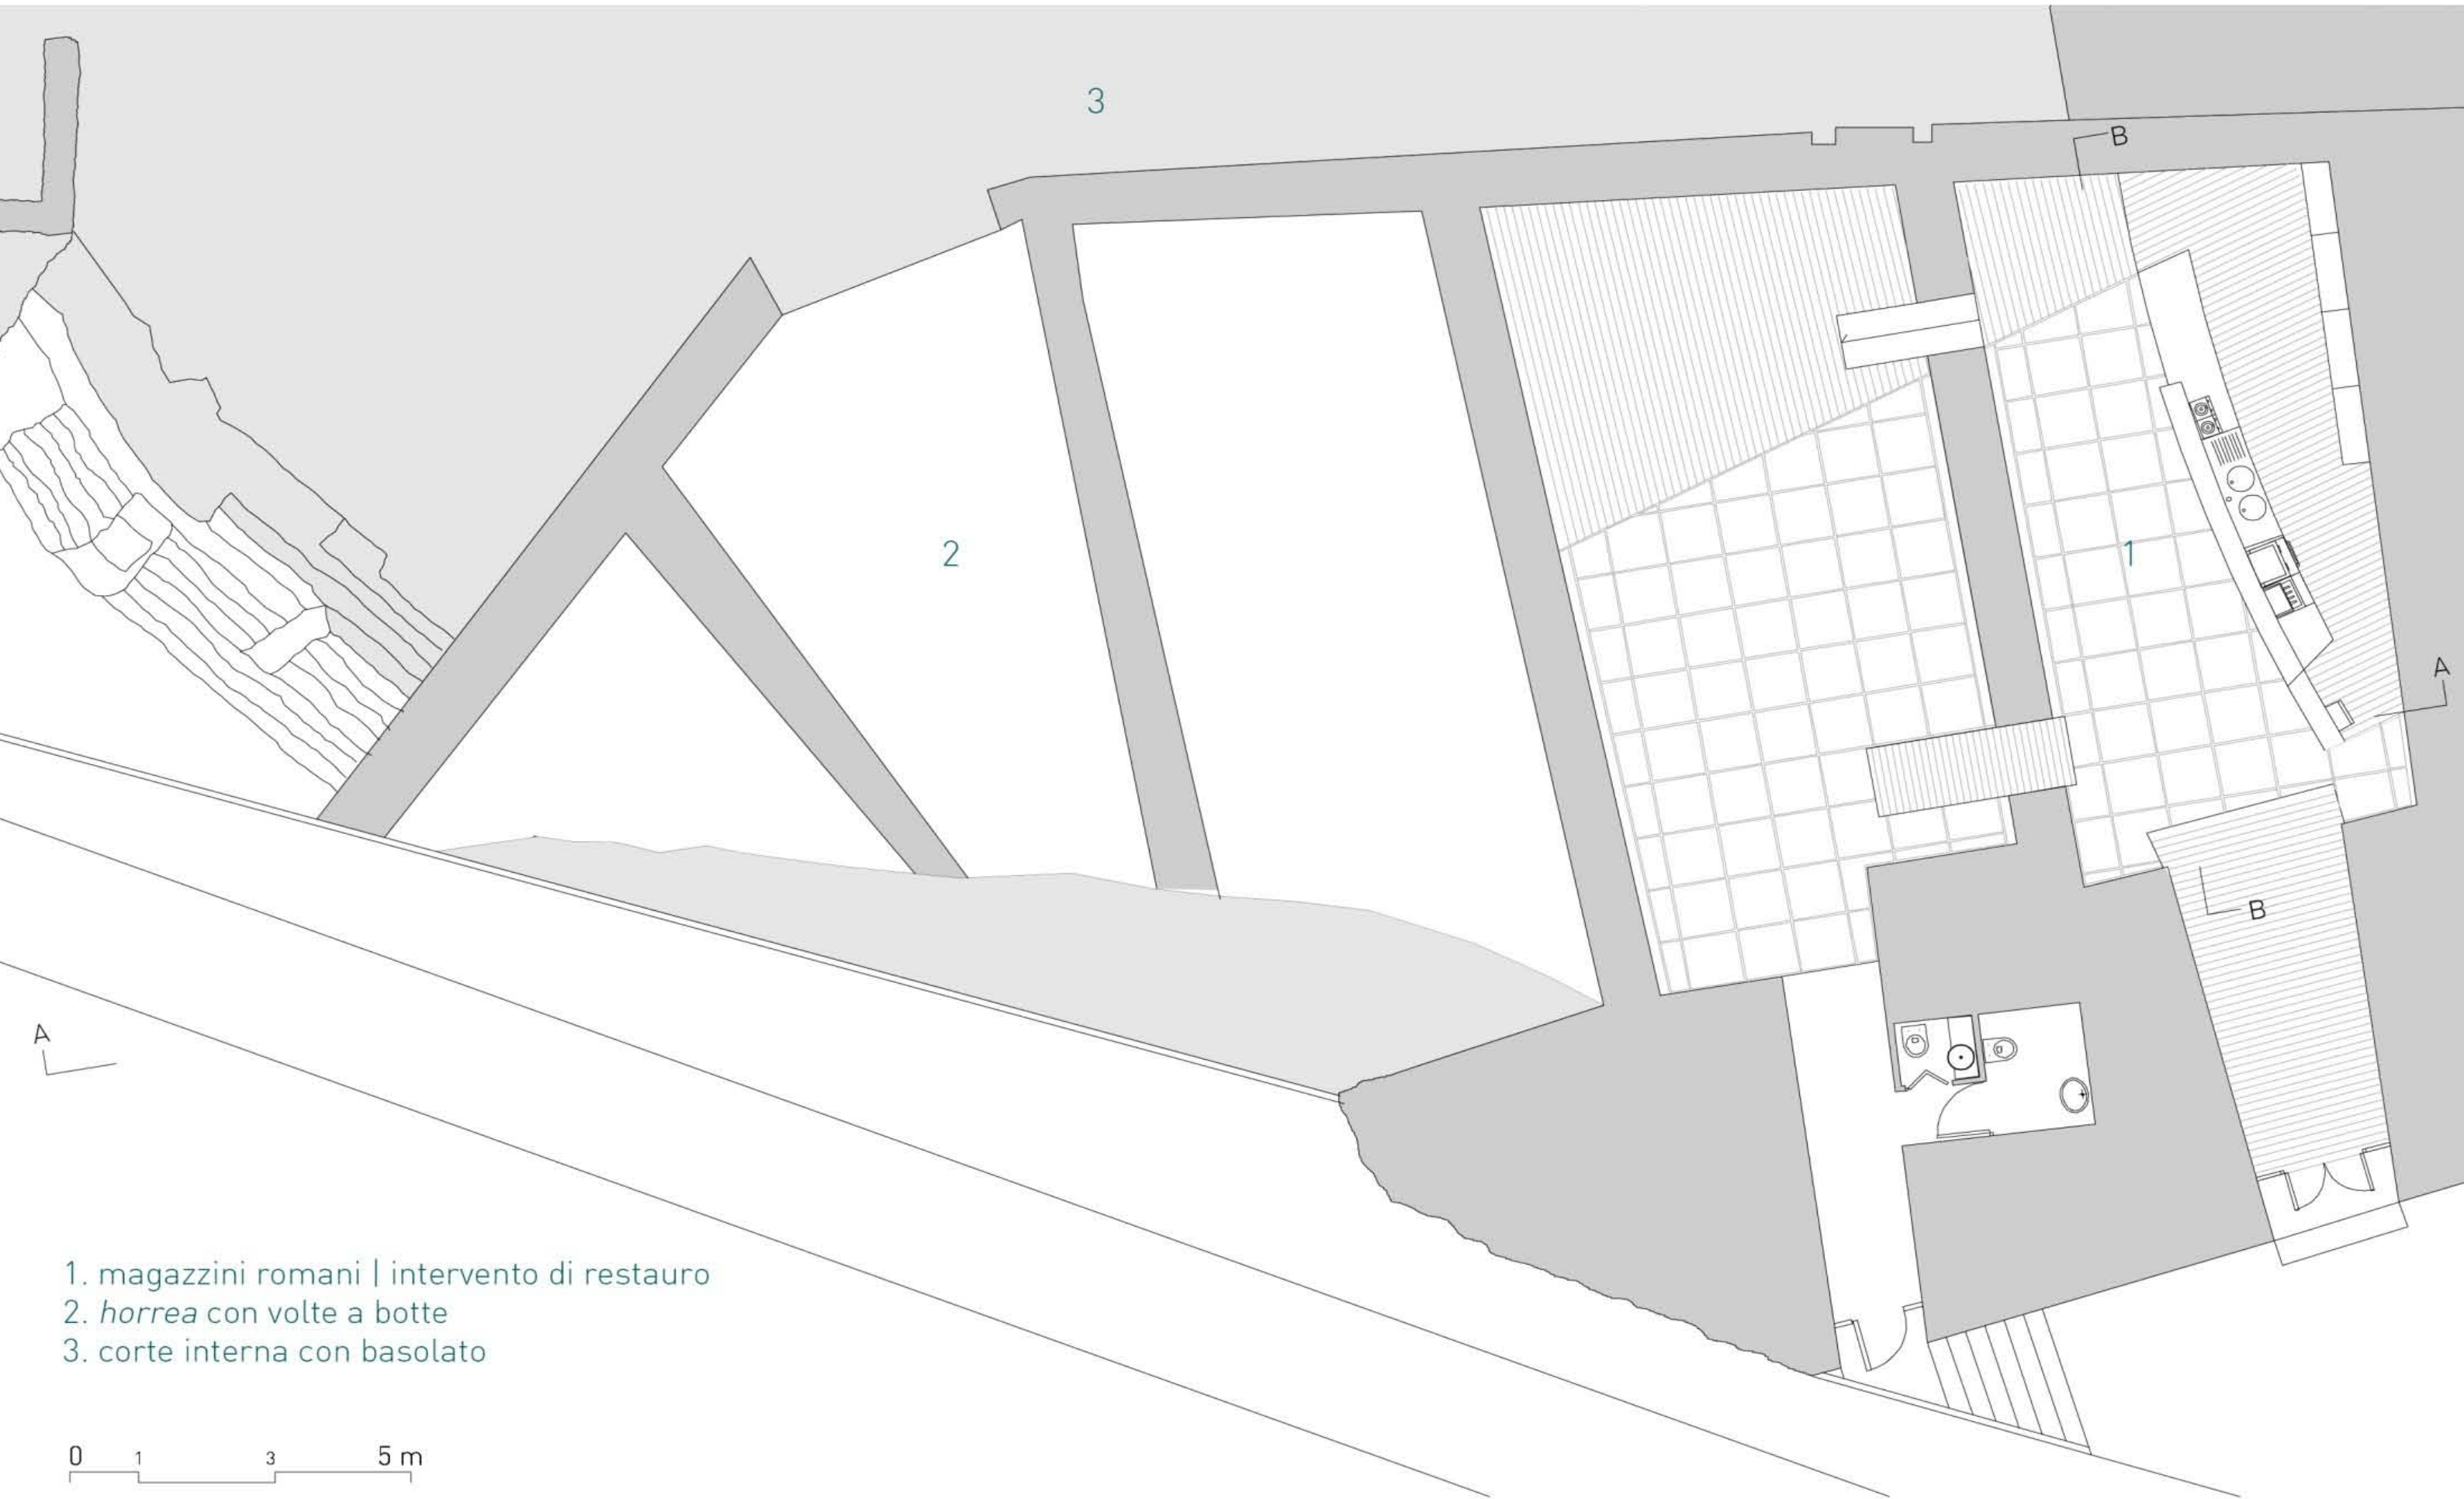 3
B
2
1
A
B
A
1. magazzini romani | intervento di restauro
2. horrea con volte a botte
3. corte interna con basolato
0 1 3 5 m